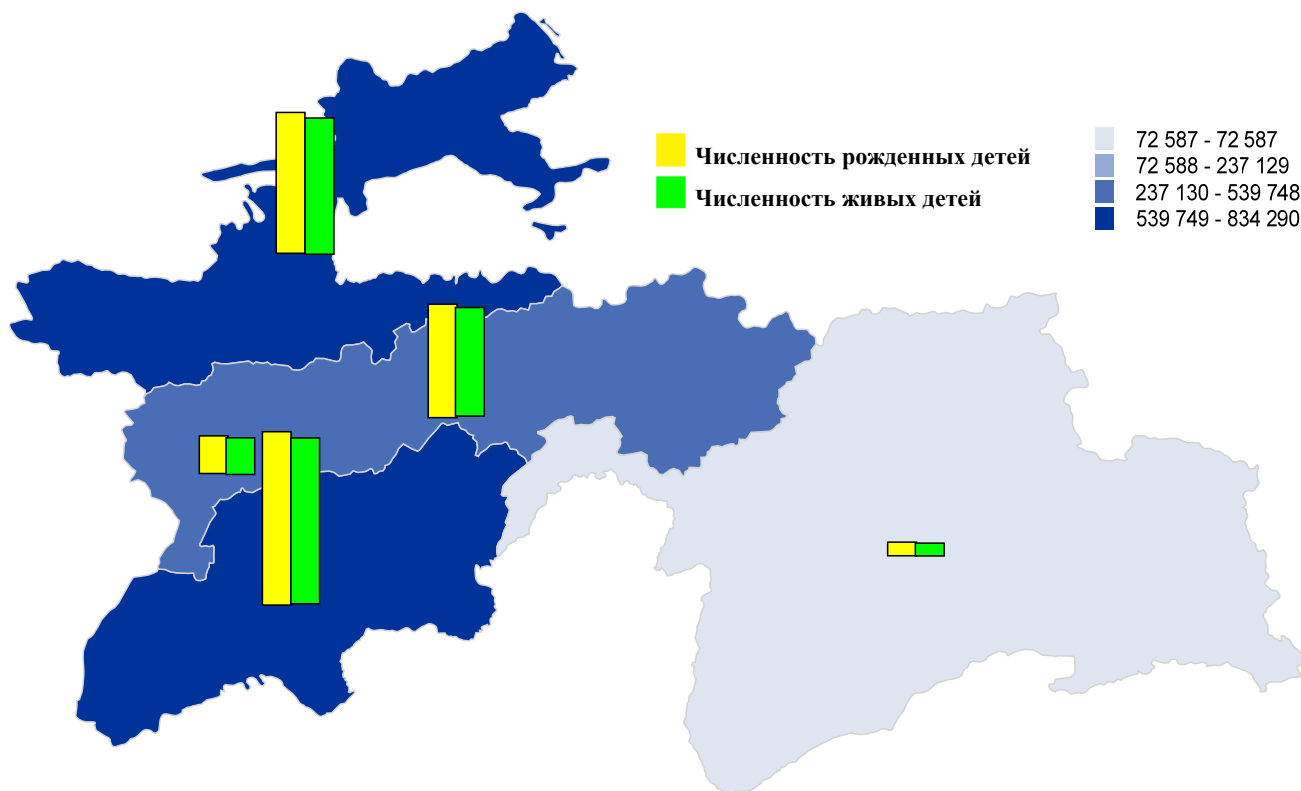 Численность рожденных детей
Численность живых детей
72 587 - 72 587
72 588 - 237 129
237 130 - 539 748
539 749 - 834 290